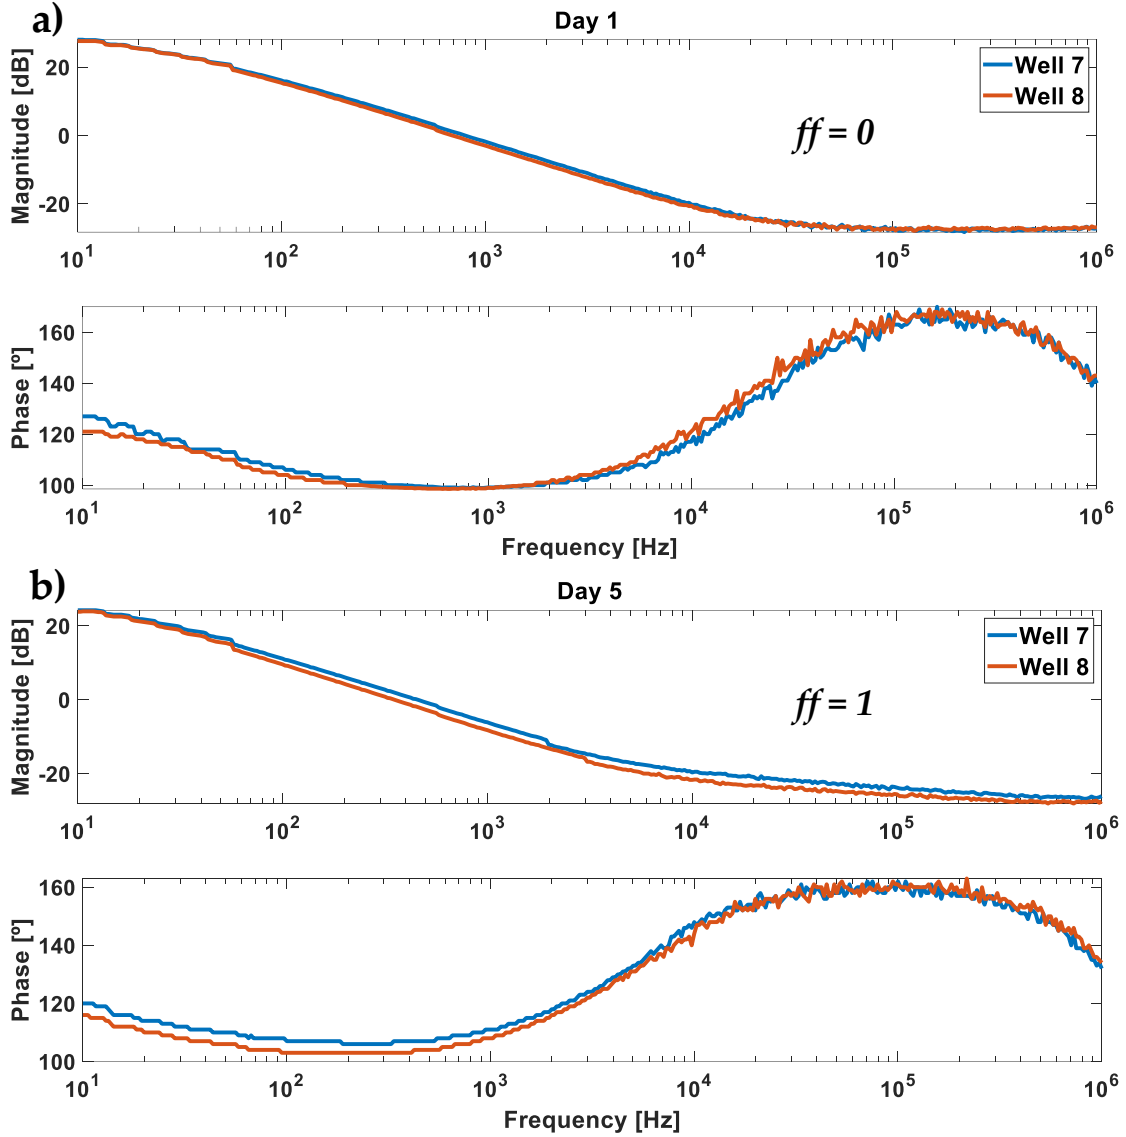 a)
Day 1
Magnitude [dB]
20
0
-20
Well 7
Well 8
ff = 0
10^1 10^2 10^3 10^4 10^5 10^6
Phase [º]
160
140
120
100
10^1 10^2 10^3 10^4 10^5 10^6
Frequency [Hz]
b)
Day 5
Magnitude [dB]
20
0
-20
Well 7
Well 8
ff = 1
10^1 10^2 10^3 10^4 10^5 10^6
Phase [º]
160
140
120
100
10^1 10^2 10^3 10^4 10^5 10^6
Frequency [Hz]